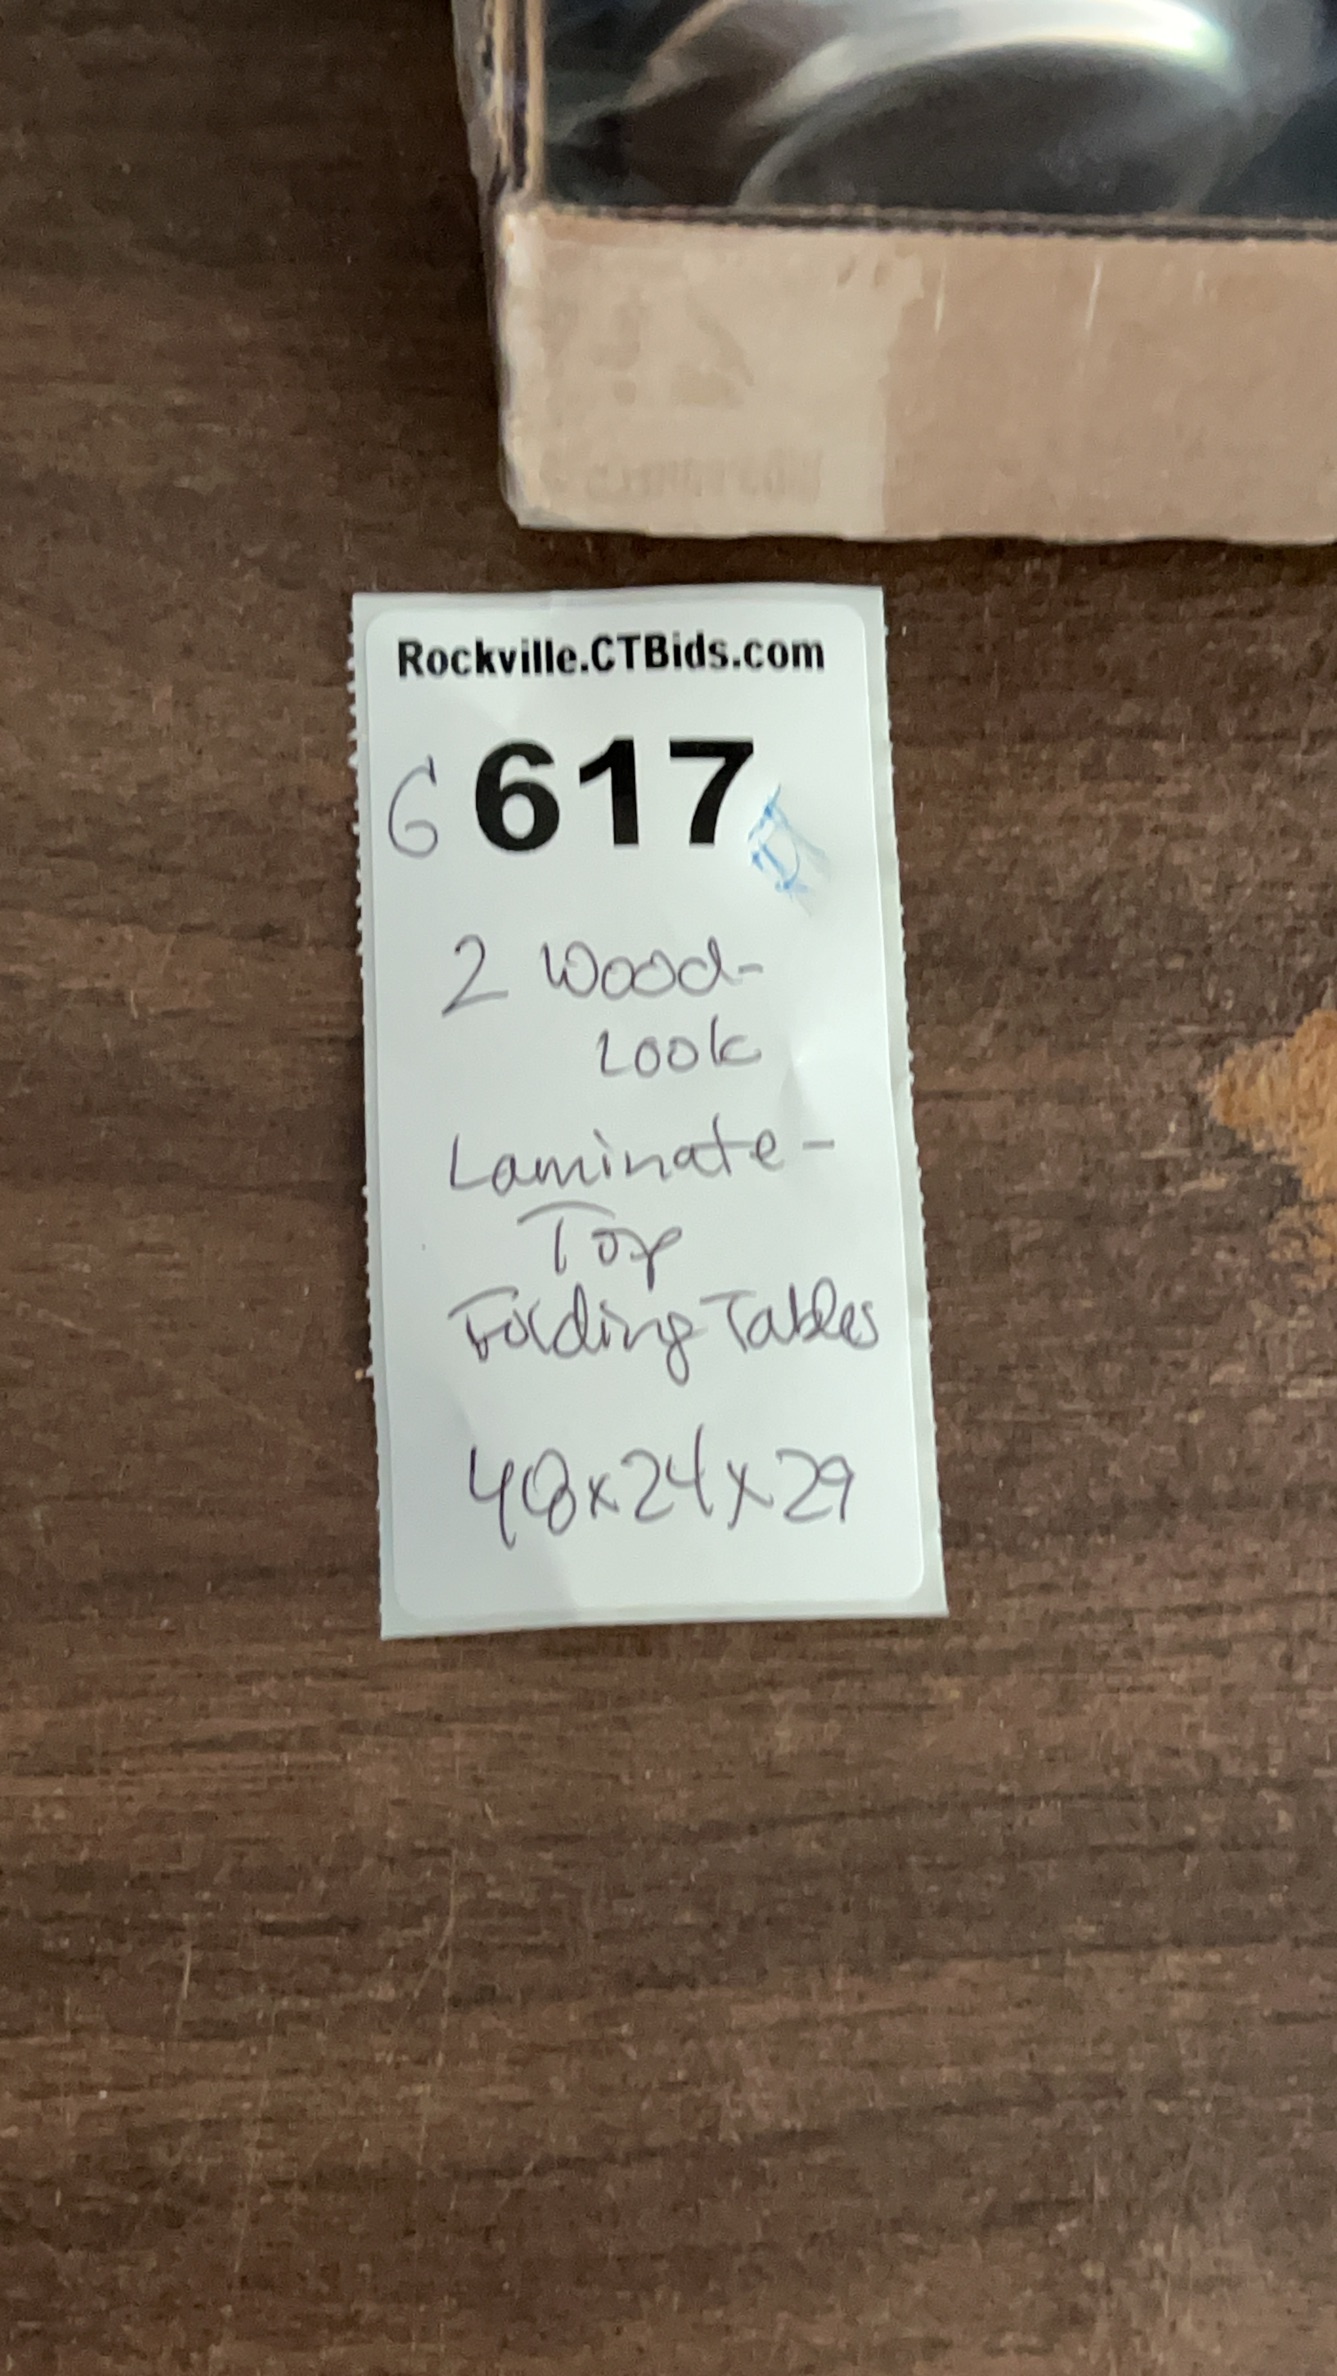 Rockville.CTBids.com
G 617
2 Wood-
Look
Laminate-
Top
Folding Tables
48x24x29